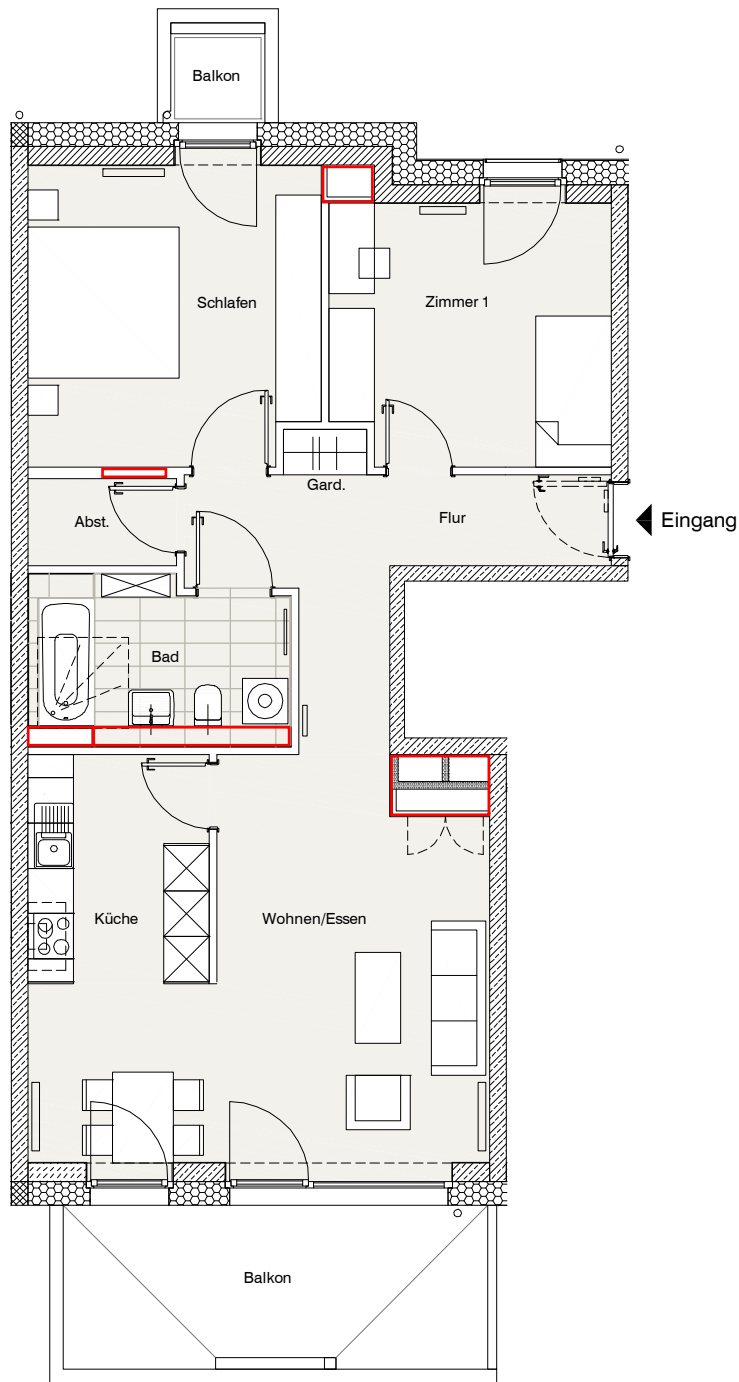 Balkon
Schlafen
Zimmer 1
Gard.
Abst.
Flur
Eingang
Bad
Küche
Wohnen/Essen
Balkon